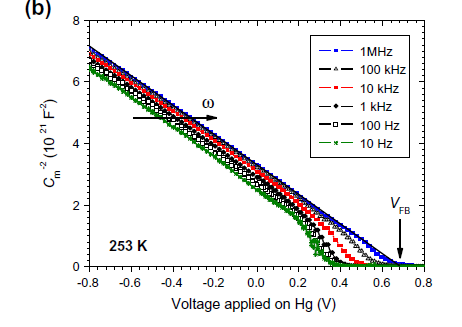 (b)
8
6
4
2
0
C_m^-2 (10^21 F^-2)
ω
1MHz
100 kHz
10 kHz
1 kHz
100 Hz
10 Hz
V_FB
253 K
-0.8 -0.6 -0.4 -0.2 0.0 0.2 0.4 0.6 0.8
Voltage applied on Hg (V)